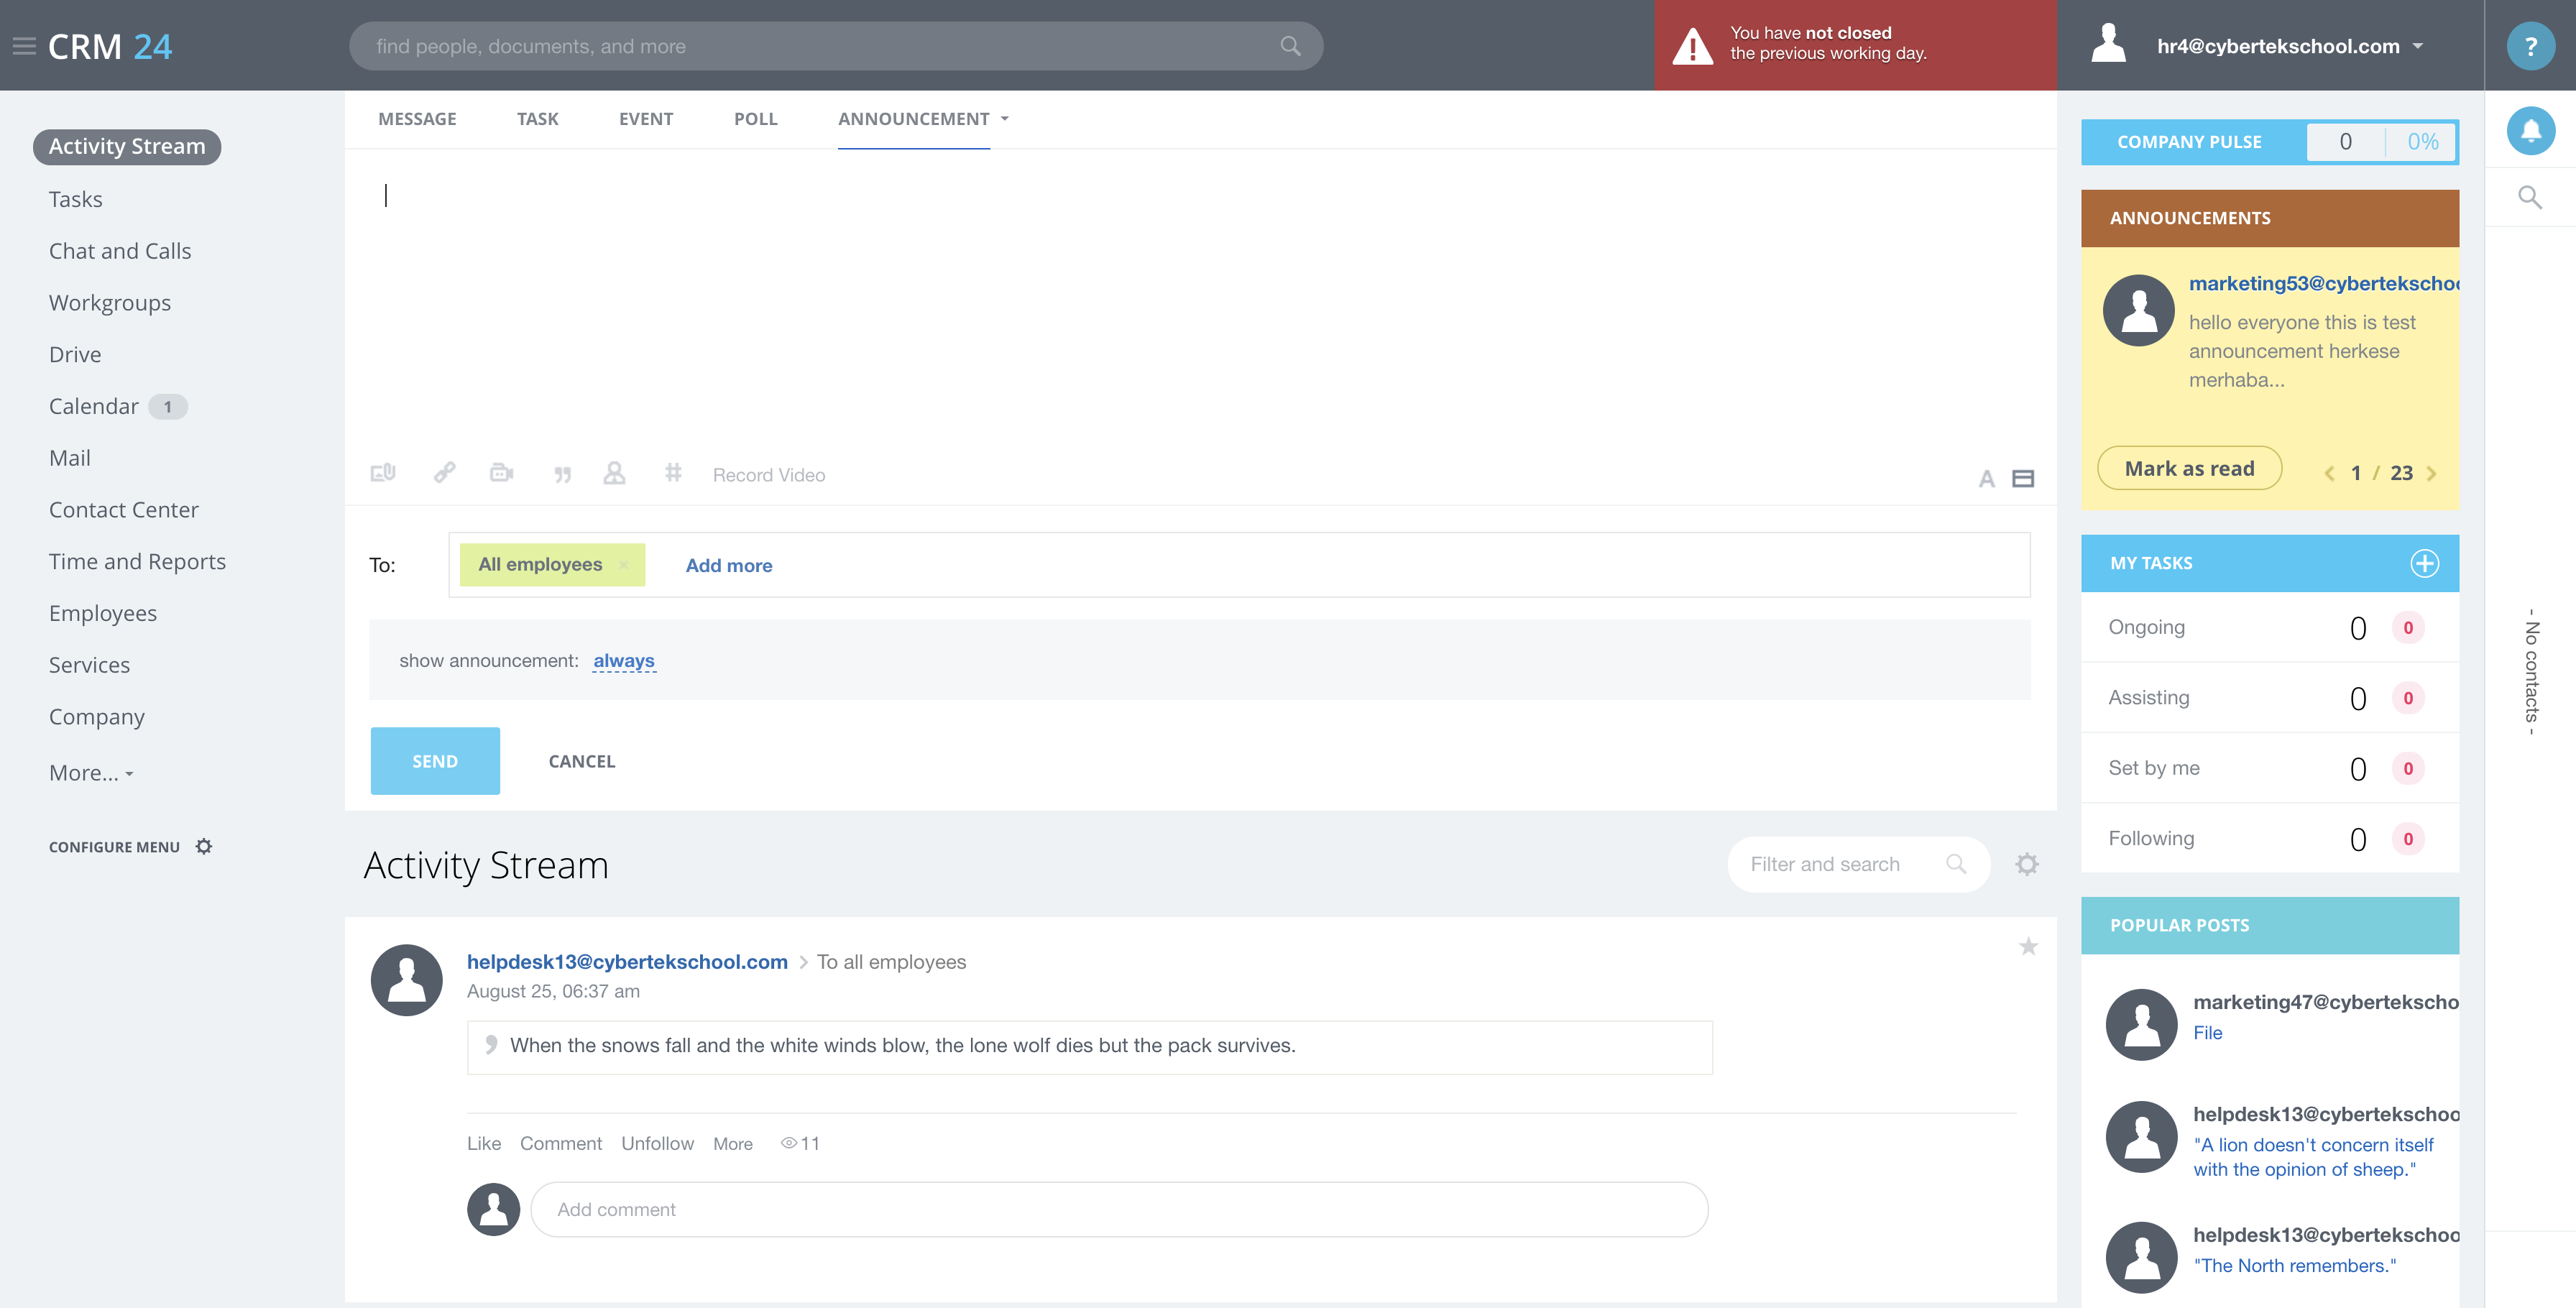 CRM 24
find people, documents, and more
You have not closed
the previous working day.
hr4@cybertekschool.com
?
Activity Stream
Tasks
Chat and Calls
Workgroups
Drive
Calendar 1
Mail
Contact Center
Time and Reports
Employees
Services
Company
More...
CONFIGURE MENU
MESSAGE TASK EVENT POLL ANNOUNCEMENT
Record Video
A
To: All employees × Add more
show announcement: always
SEND CANCEL
Activity Stream
Filter and search
helpdesk13@cybertekschool.com > To all employees
August 25, 06:37 am
When the snows fall and the white winds blow, the lone wolf dies but the pack survives.
Like Comment Unfollow More 11
Add comment
COMPANY PULSE 0 0%
ANNOUNCEMENTS
marketing53@cybertekschoo
hello everyone this is test
announcement herkese
merhaba...
Mark as read
1 / 23
MY TASKS
Ongoing 0 0
Assisting 0 0
Set by me 0 0
Following 0 0
POPULAR POSTS
marketing47@cybertekscho
File
helpdesk13@cybertekschoo
"A lion doesn't concern itself
with the opinion of sheep."
helpdesk13@cybertekschoo
"The North remembers."
- No contacts -